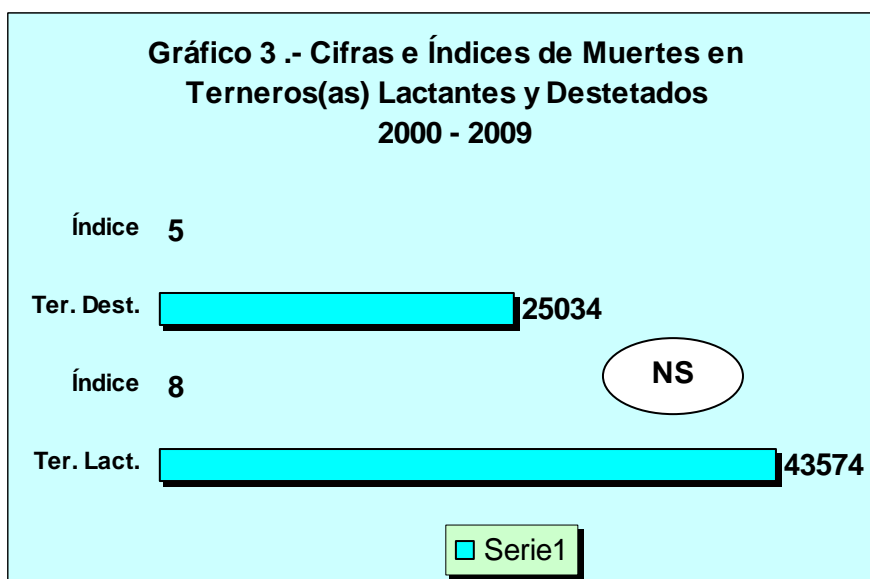 Gráfico 3 .- Cifras e Índices de Muertes en
Terneros(as) Lactantes y Destetados
2000 - 2009
Índice 5
Ter. Dest. 25034
Índice 8
NS
Ter. Lact. 43574
Serie1